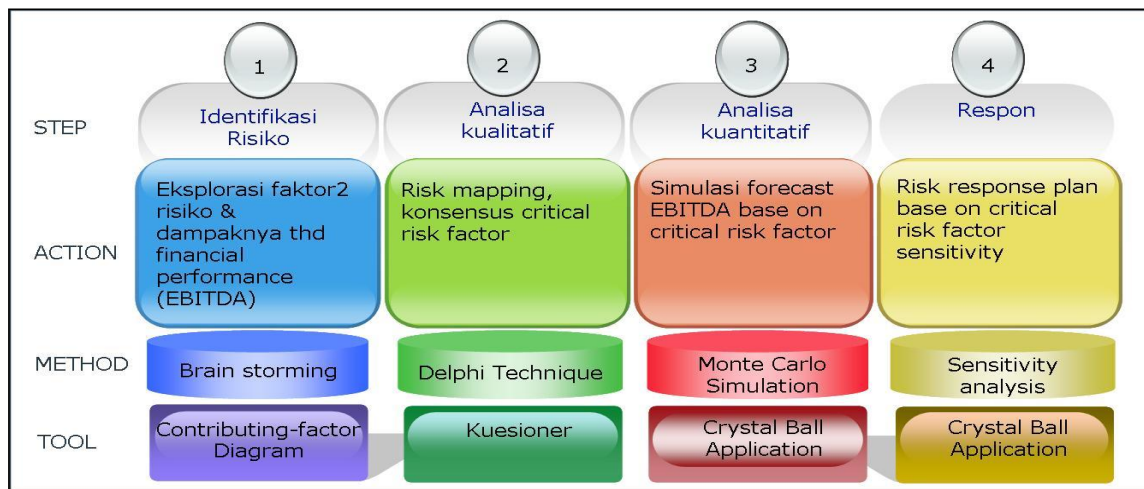 1
2
3
4
STEP
Identifikasi
Risiko
Analisa
kualitatif
Analisa
kuantitatif
Respon
ACTION
Eksplorasi faktor2
risiko &
dampaknya thd
financial
performance
(EBITDA)
Risk mapping,
konsensus critical
risk factor
Simulasi forecast
EBITDA base on
critical risk factor
Risk response plan
base on critical
risk factor
sensitivity
METHOD
Brain storming
Delphi Technique
Monte Carlo
Simulation
Sensitivity
analysis
TOOL
Contributing-factor
Diagram
Kuesioner
Crystal Ball
Application
Crystal Ball
Application